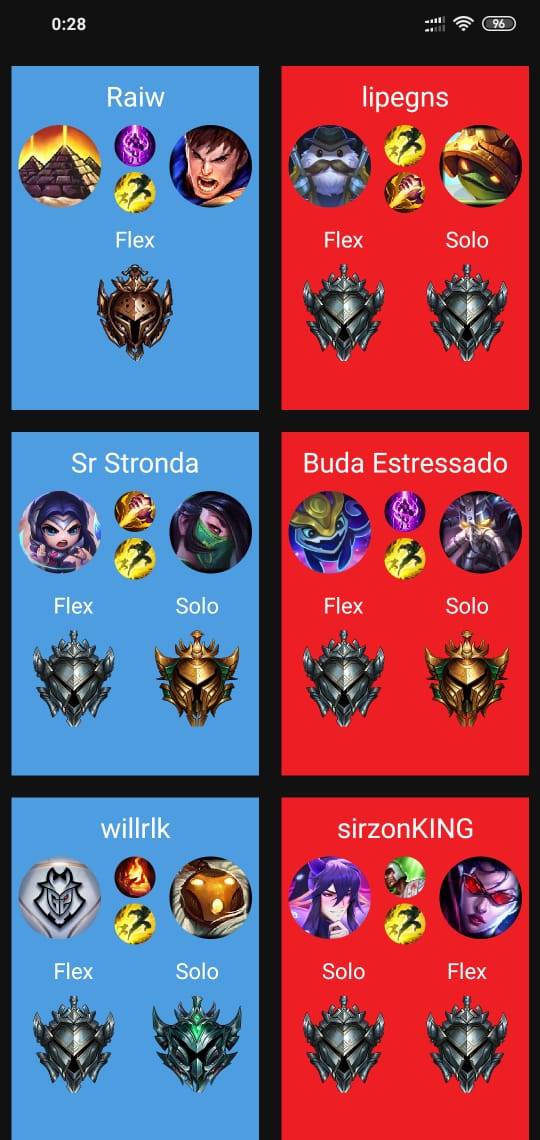 0:28
96
Raiw
Flex
lipegns
Flex Solo
Sr Stronda
Flex Solo
Buda Estressado
Flex Solo
willrlk
Flex Solo
sirzonKING
Solo Flex